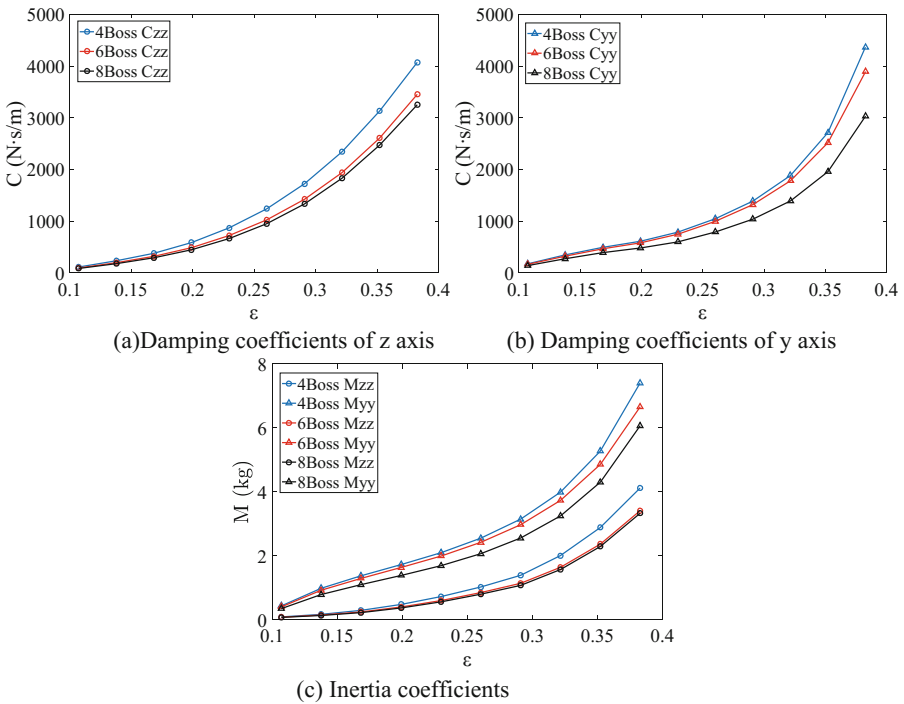 5000
4000
3000
2000
1000
0
C (N·s/m)
4Boss Czz
6Boss Czz
8Boss Czz
0.1 0.15 0.2 0.25 0.3 0.35 0.4
ε
(a)Damping coefficients of z axis
5000
4000
3000
2000
1000
0
C (N·s/m)
4Boss Cyy
6Boss Cyy
8Boss Cyy
0.1 0.15 0.2 0.25 0.3 0.35 0.4
ε
(b) Damping coefficients of y axis
8
6
4
2
0
M (kg)
4Boss Mzz
4Boss Myy
6Boss Mzz
6Boss Myy
8Boss Mzz
8Boss Myy
0.1 0.15 0.2 0.25 0.3 0.35 0.4
ε
(c) Inertia coefficients